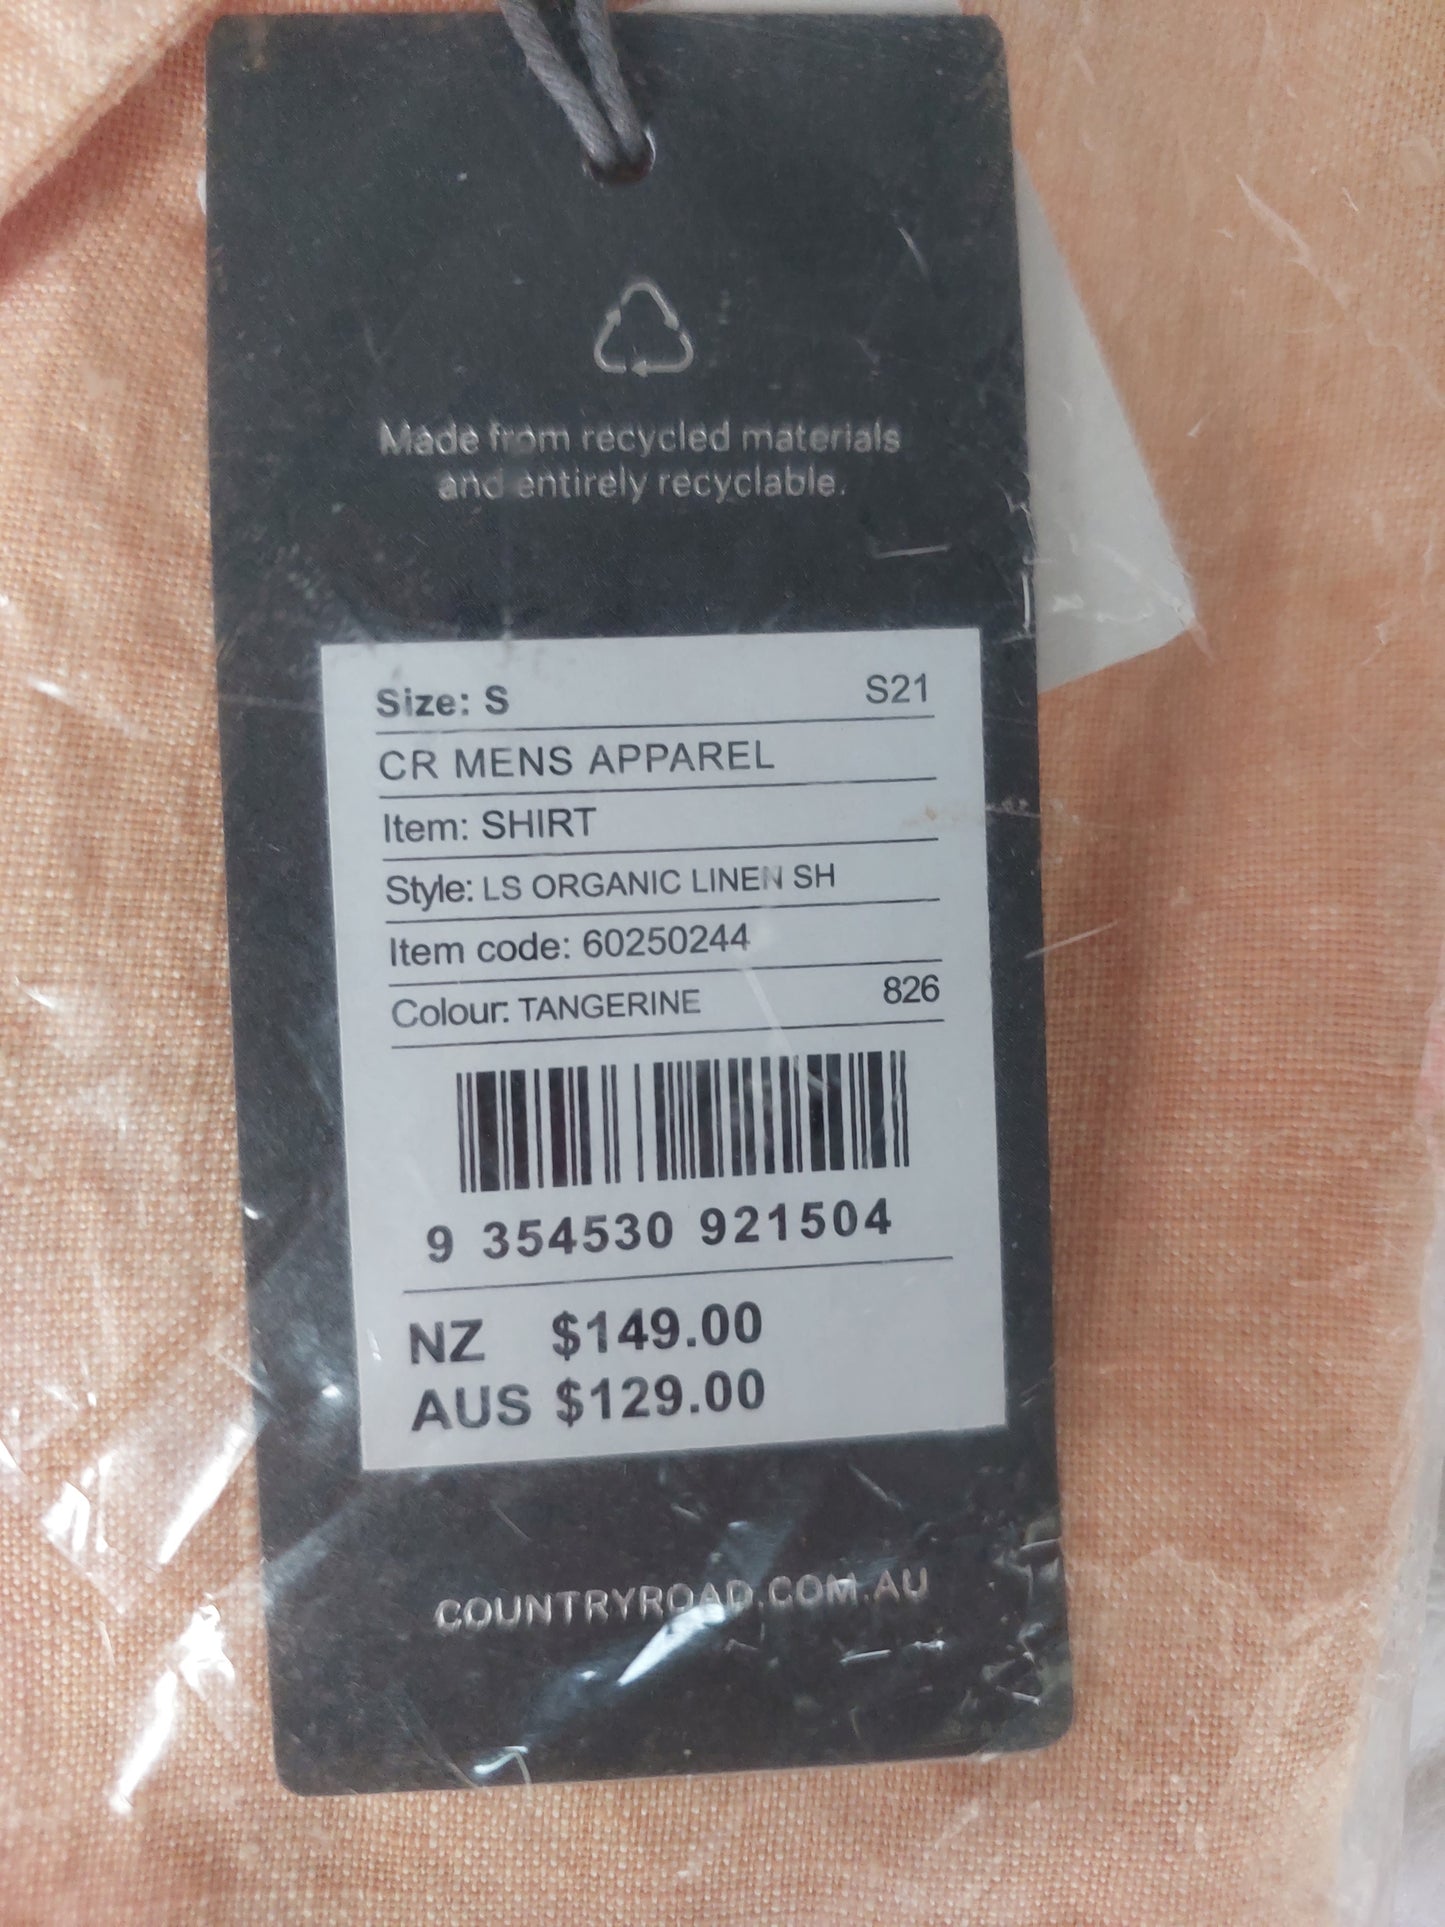 Made from recycled materials
and entirely recyclable.
Size: S S21
CR MENS APPAREL
Item: SHIRT
Style: LS ORGANIC LINEN SH
Item code: 60250244
Colour: TANGERINE 826
9 354530 921504
NZ $149.00
AUS $129.00
COUNTRYROAD.COM.AU